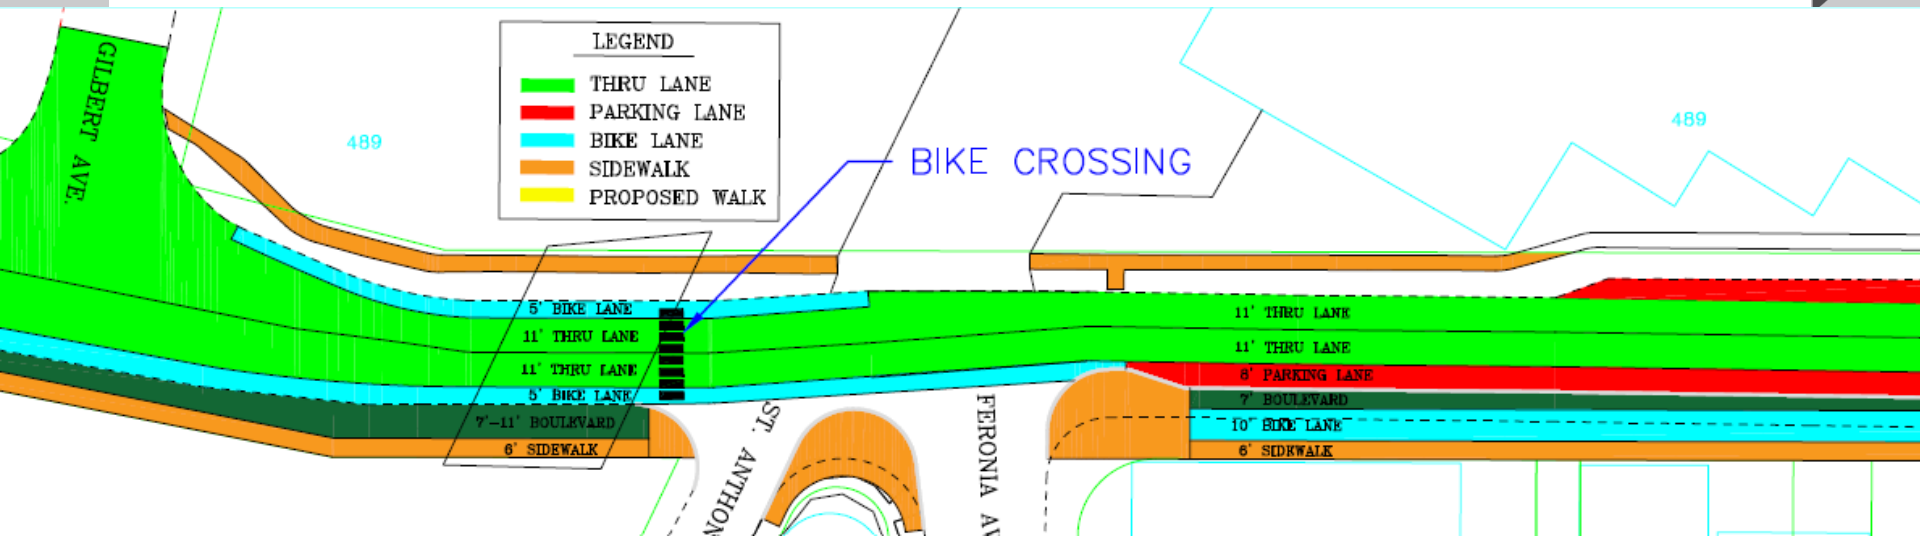 GILBERT AVE.
489
LEGEND
THRU LANE
PARKING LANE
BIKE LANE
SIDEWALK
PROPOSED WALK
BIKE CROSSING
489
5' BIKE LANE
11' THRU LANE
11' THRU LANE
5' BIKE LANE
7'-11' BOULEVARD
6' SIDEWALK
ST. ANTHON
FERONIA AV
11' THRU LANE
11' THRU LANE
8' PARKING LANE
7' BOULEVARD
10' BIKE LANE
6' SIDEWALK